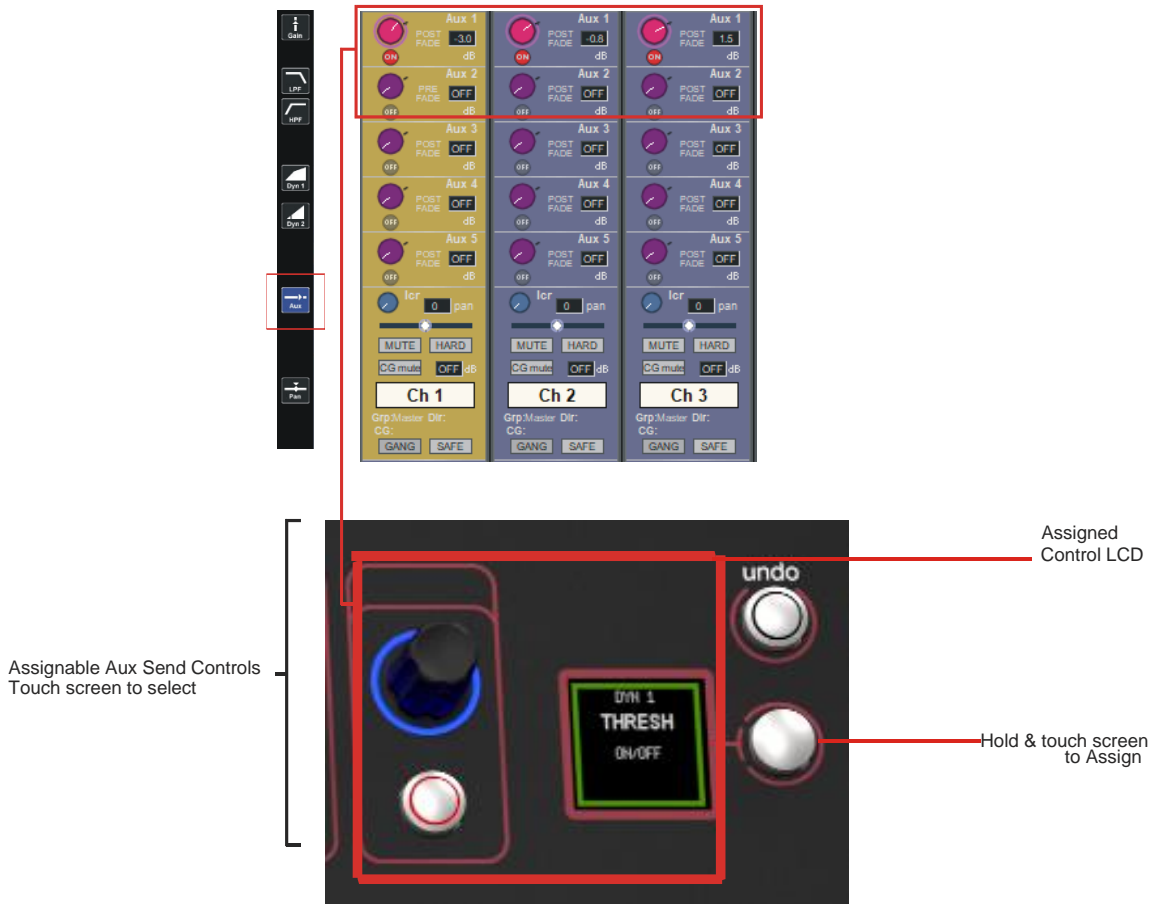 Gain
LPF
HPF
Dyn 1
Dyn 2
Aux
Pan
Aux 1 Aux 1 Aux 1
POST FADE -3.0 POST FADE -0.8 POST FADE 1.5
ON dB ON dB ON dB
Aux 2 Aux 2 Aux 2
PRE FADE OFF POST FADE OFF POST FADE OFF
OFF dB OFF dB OFF dB
Aux 3 Aux 3 Aux 3
POST FADE OFF POST FADE OFF POST FADE OFF
OFF dB OFF dB OFF dB
Aux 4 Aux 4 Aux 4
POST FADE OFF POST FADE OFF POST FADE OFF
OFF dB OFF dB OFF dB
Aux 5 Aux 5 Aux 5
POST FADE OFF POST FADE OFF POST FADE OFF
OFF dB OFF dB OFF dB
lcr 0 pan lcr 0 pan lcr 0 pan
MUTE HARD MUTE HARD MUTE HARD
CG mute OFF dB CG mute OFF dB CG mute OFF dB
Ch 1 Ch 2 Ch 3
Grp:Master Dir: Grp:Master Dir: Grp:Master Dir:
CG: CG: CG:
GANG SAFE GANG SAFE GANG SAFE
Assigned
Control LCD
undo
Assignable Aux Send Controls
Touch screen to select
DYN 1
THRESH
ON/OFF
Hold & touch screen
to Assign